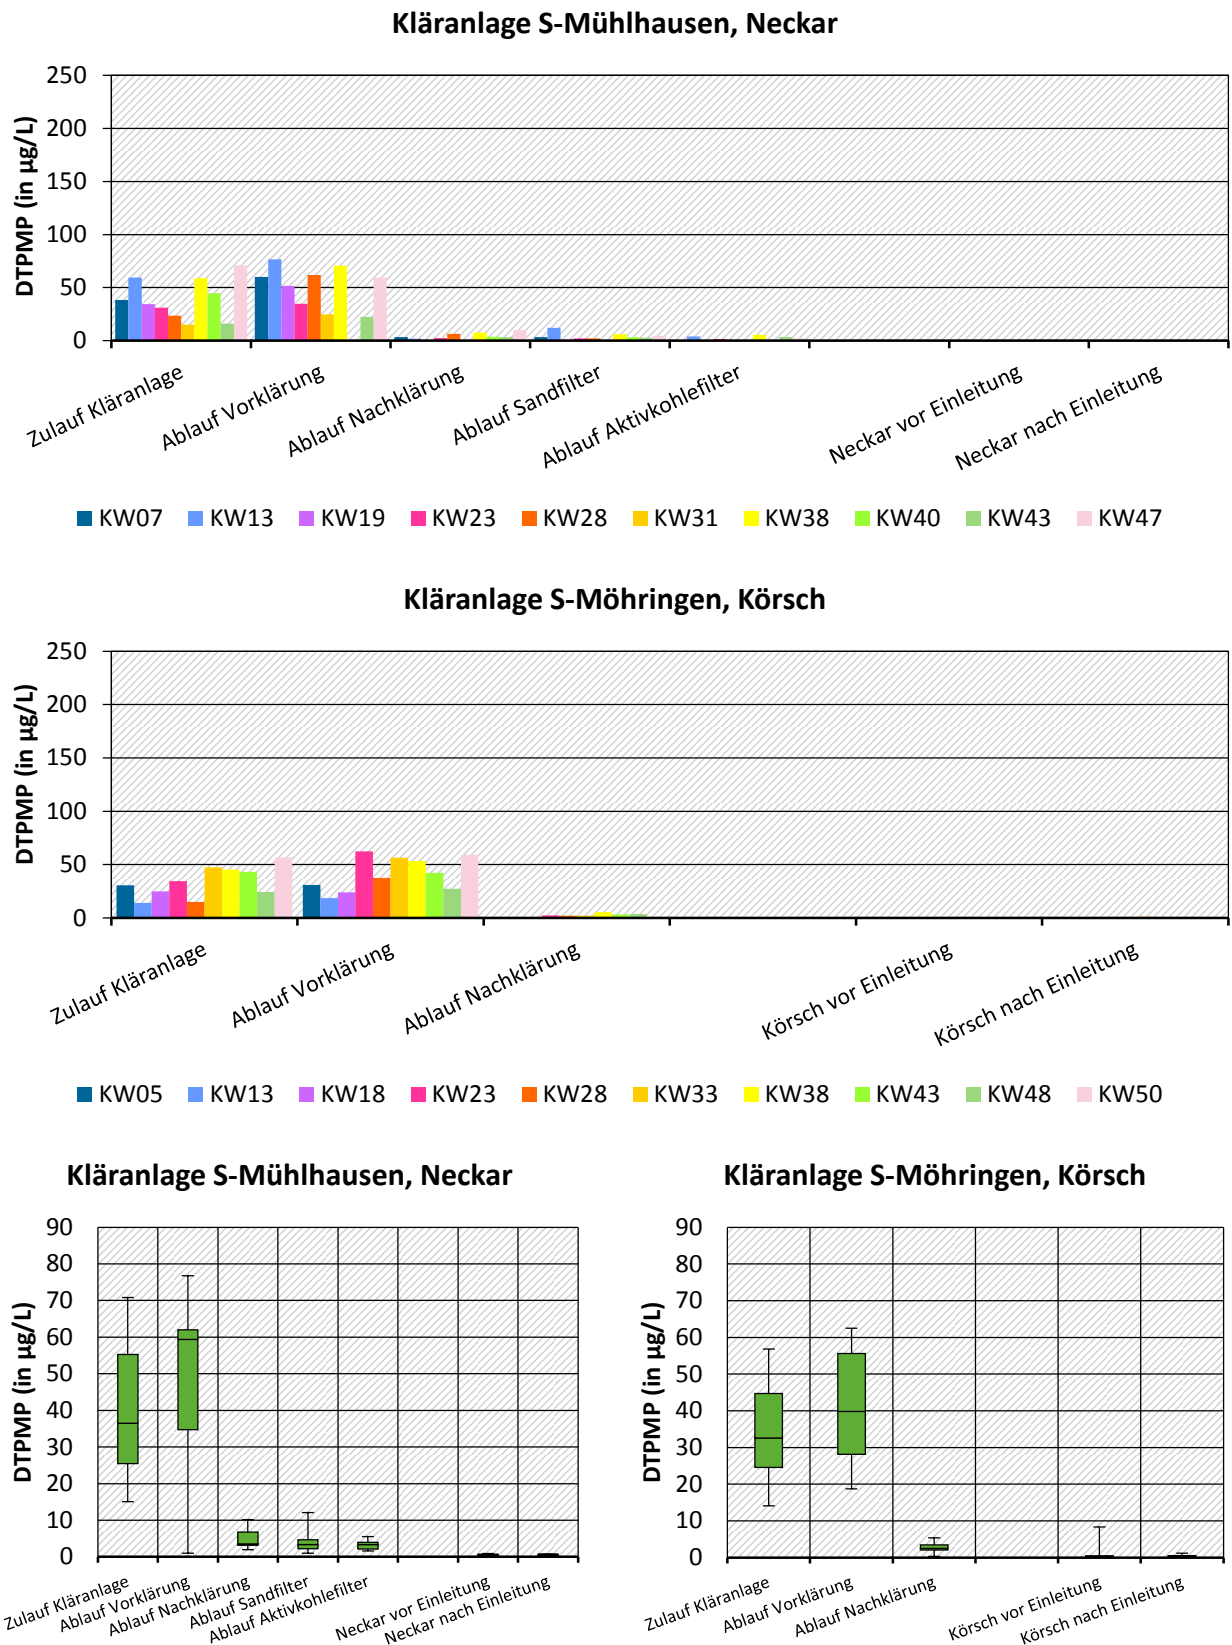 Kläranlage S-Mühlhausen, Neckar
DTPMP (in µg/L)
250
200
150
100
50
0
Zulauf Kläranlage
Ablauf Vorklärung
Ablauf Nachklärung
Ablauf Sandfilter
Ablauf Aktivkohlefilter
Neckar vor Einleitung
Neckar nach Einleitung
KW07 KW13 KW19 KW23 KW28 KW31 KW38 KW40 KW43 KW47
Kläranlage S-Möhringen, Körsch
DTPMP (in µg/L)
250
200
150
100
50
0
Zulauf Kläranlage
Ablauf Vorklärung
Ablauf Nachklärung
Körsch vor Einleitung
Körsch nach Einleitung
KW05 KW13 KW18 KW23 KW28 KW33 KW38 KW43 KW48 KW50
Kläranlage S-Mühlhausen, Neckar
DTPMP (in µg/L)
90
80
70
60
50
40
30
20
10
0
Zulauf Kläranlage
Ablauf Vorklärung
Ablauf Nachklärung
Ablauf Sandfilter
Ablauf Aktivkohlefilter
Neckar vor Einleitung
Neckar nach Einleitung
Kläranlage S-Möhringen, Körsch
DTPMP (in µg/L)
90
80
70
60
50
40
30
20
10
0
Zulauf Kläranlage
Ablauf Vorklärung
Ablauf Nachklärung
Körsch vor Einleitung
Körsch nach Einleitung